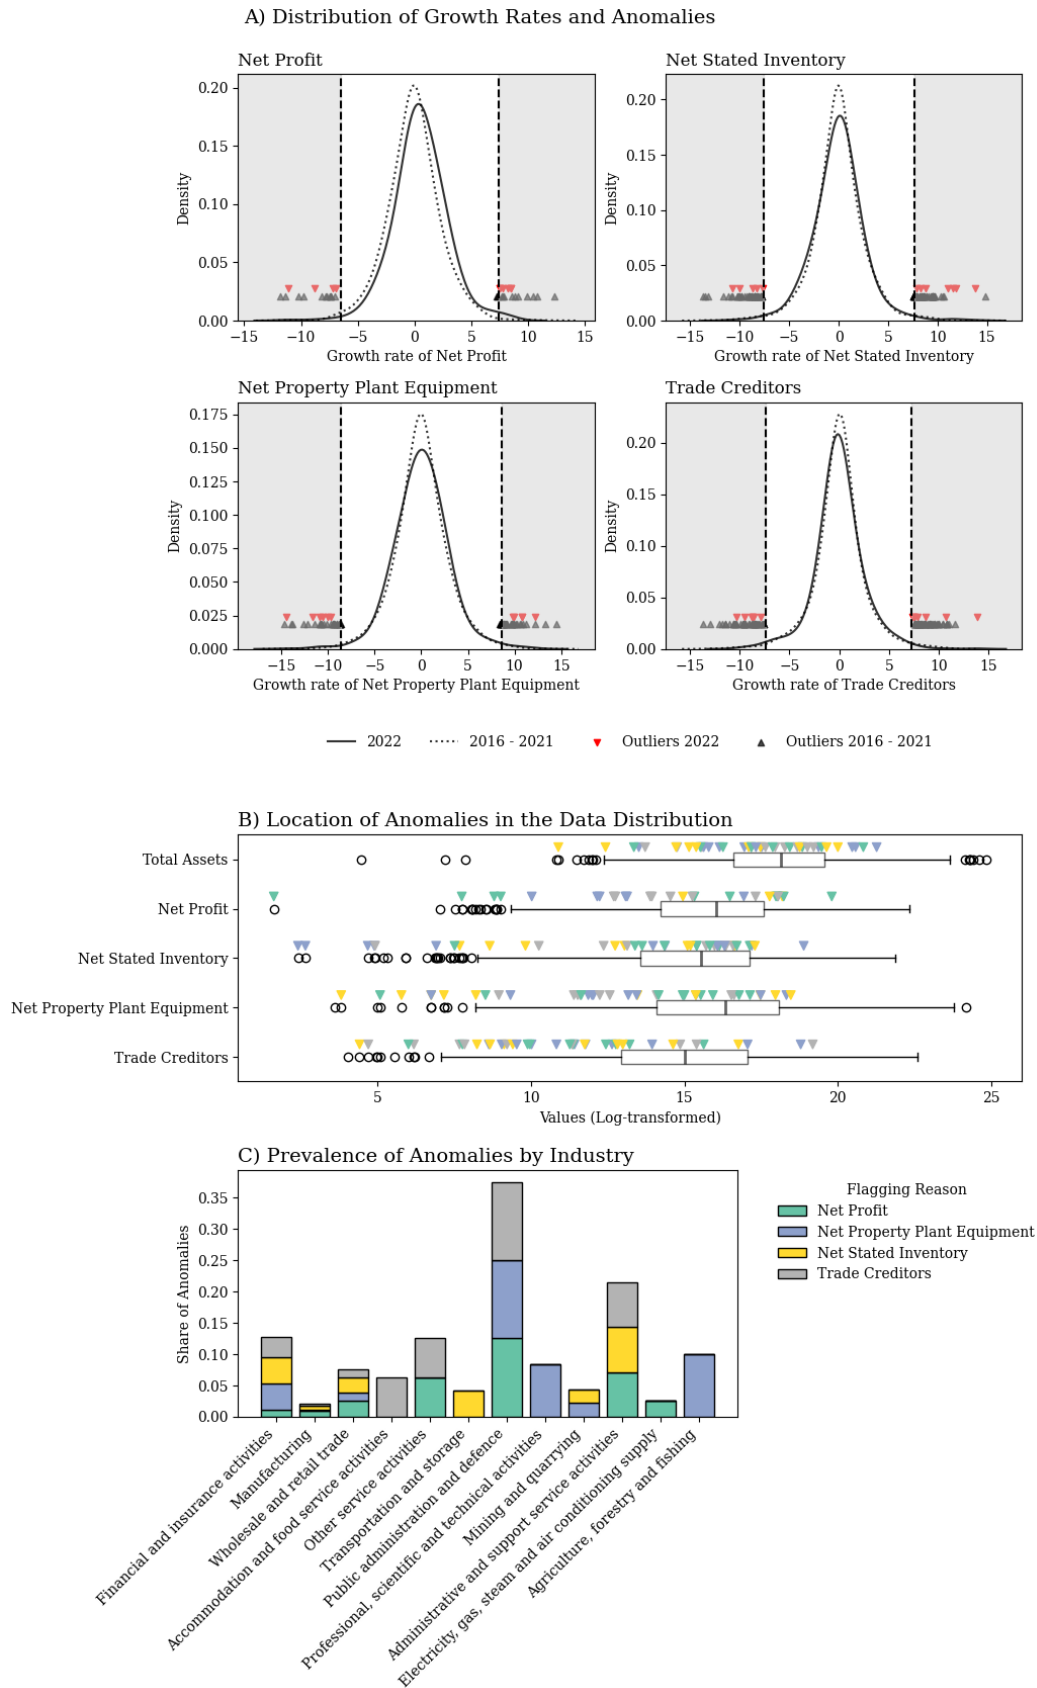 A) Distribution of Growth Rates and Anomalies
Net Profit
Density
0.20
0.15
0.10
0.05
0.00
−15
−10
−5
0
5
10
15
Growth rate of Net Profit
Net Stated Inventory
Density
0.20
0.15
0.10
0.05
0.00
−15
−10
−5
0
5
10
15
Growth rate of Net Stated Inventory
Net Property Plant Equipment
Density
0.175
0.150
0.125
0.100
0.075
0.050
0.025
0.000
−15
−10
−5
0
5
10
15
Growth rate of Net Property Plant Equipment
Trade Creditors
Density
0.20
0.15
0.10
0.05
0.00
−15
−10
−5
0
5
10
15
Growth rate of Trade Creditors
2022
2016 - 2021
Outliers 2022
Outliers 2016 - 2021
B) Location of Anomalies in the Data Distribution
Total Assets
Net Profit
Net Stated Inventory
Net Property Plant Equipment
Trade Creditors
5
10
15
20
25
Values (Log-transformed)
C) Prevalence of Anomalies by Industry
Share of Anomalies
0.35
0.30
0.25
0.20
0.15
0.10
0.05
0.00
Financial and insurance activities
Manufacturing
Wholesale and retail trade
Accommodation and food service activities
Other service activities
Transportation and storage
Public administration and defence
Professional, scientific and technical activities
Mining and quarrying
Administrative and support service activities
Electricity, gas, steam and air conditioning supply
Agriculture, forestry and fishing
Flagging Reason
Net Profit
Net Property Plant Equipment
Net Stated Inventory
Trade Creditors